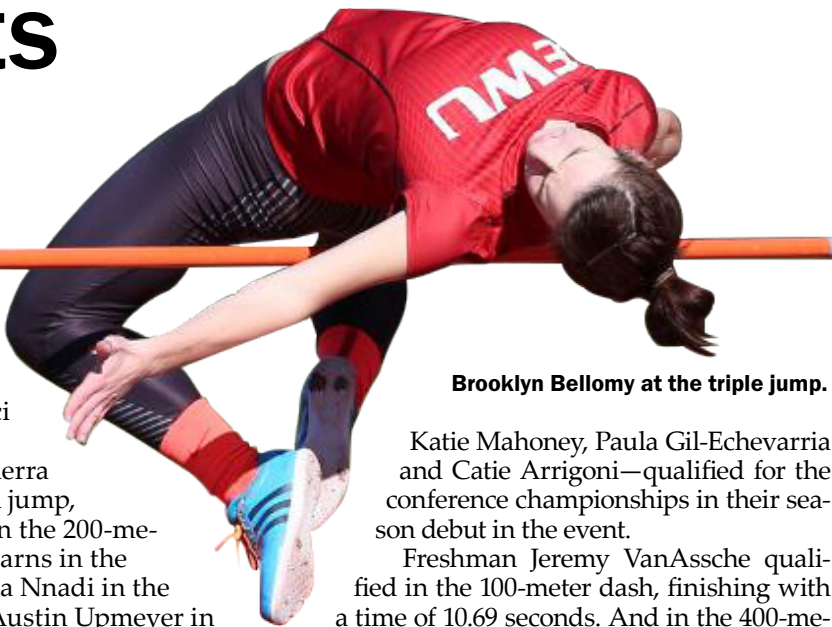 ts
EWU
Brooklyn Bellomy at the triple jump.
ci
erra
jump,
n the 200-me-
arns in the
a Nnadi in the
Austin Upmeyer in
Katie Mahoney, Paula Gil-Echevarria
and Catie Arrigoni—qualified for the
conference championships in their sea-
son debut in the event.
Freshman Jeremy VanAssche quali-
fied in the 100-meter dash, finishing with
a time of 10.69 seconds. And in the 400-me-